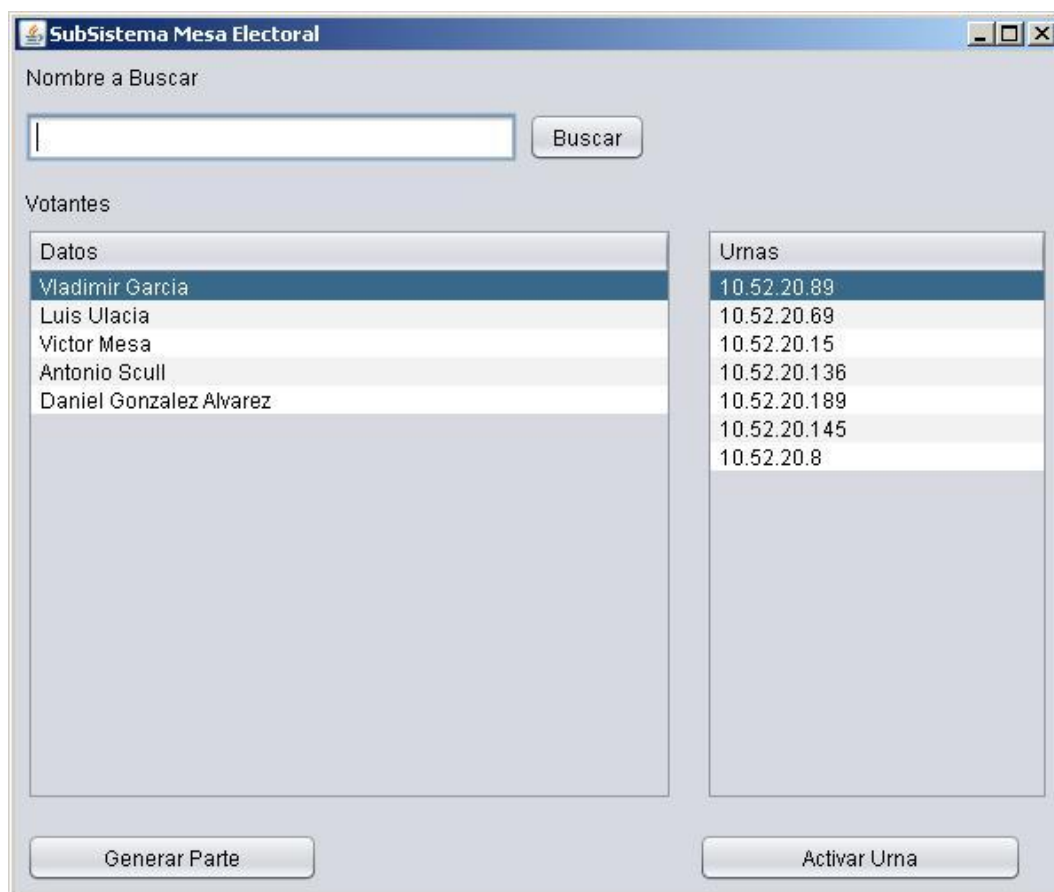 SubSistema Mesa Electoral
Nombre a Buscar
Buscar
Votantes
Datos
Vladimir Garcia
Luis Ulacia
Victor Mesa
Antonio Scull
Daniel Gonzalez Alvarez
Urnas
10.52.20.89
10.52.20.69
10.52.20.15
10.52.20.136
10.52.20.189
10.52.20.145
10.52.20.8
Generar Parte
Activar Urna